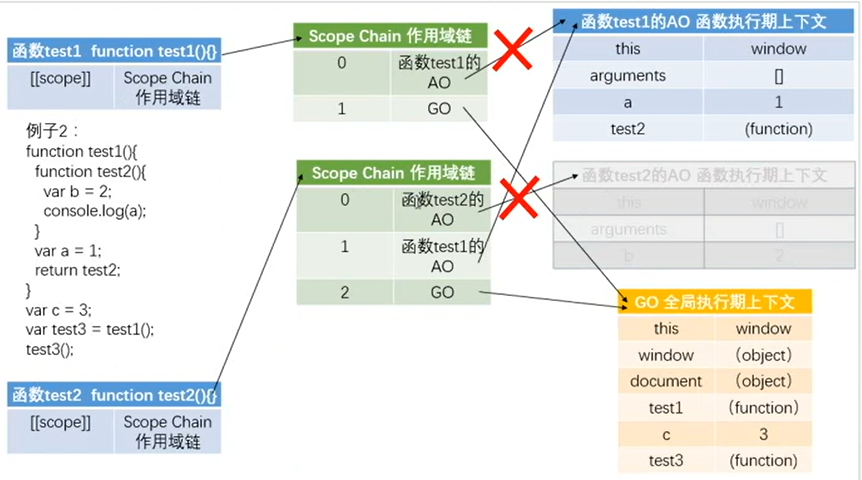 函数test1 function test1(){}
[[scope]] Scope Chain
作用域链
例子2：
function test1(){
function test2(){
var b = 2;
console.log(a);
}
var a = 1;
return test2;
}
var c = 3;
var test3 = test1();
test3();
函数test2 function test2(){}
[[scope]] Scope Chain
作用域链
Scope Chain 作用域链
0 函数test1的
AO
1 GO
Scope Chain 作用域链
0 函数test2的
AO
1 函数test1的
AO
2 GO
函数test1的AO 函数执行期上下文
this window
arguments []
a 1
test2 (function)
函数test2的AO 函数执行期上下文
this window
arguments []
b 2
GO 全局执行期上下文
this window
window （object）
document （object）
test1 （function）
c 3
test3 (function)